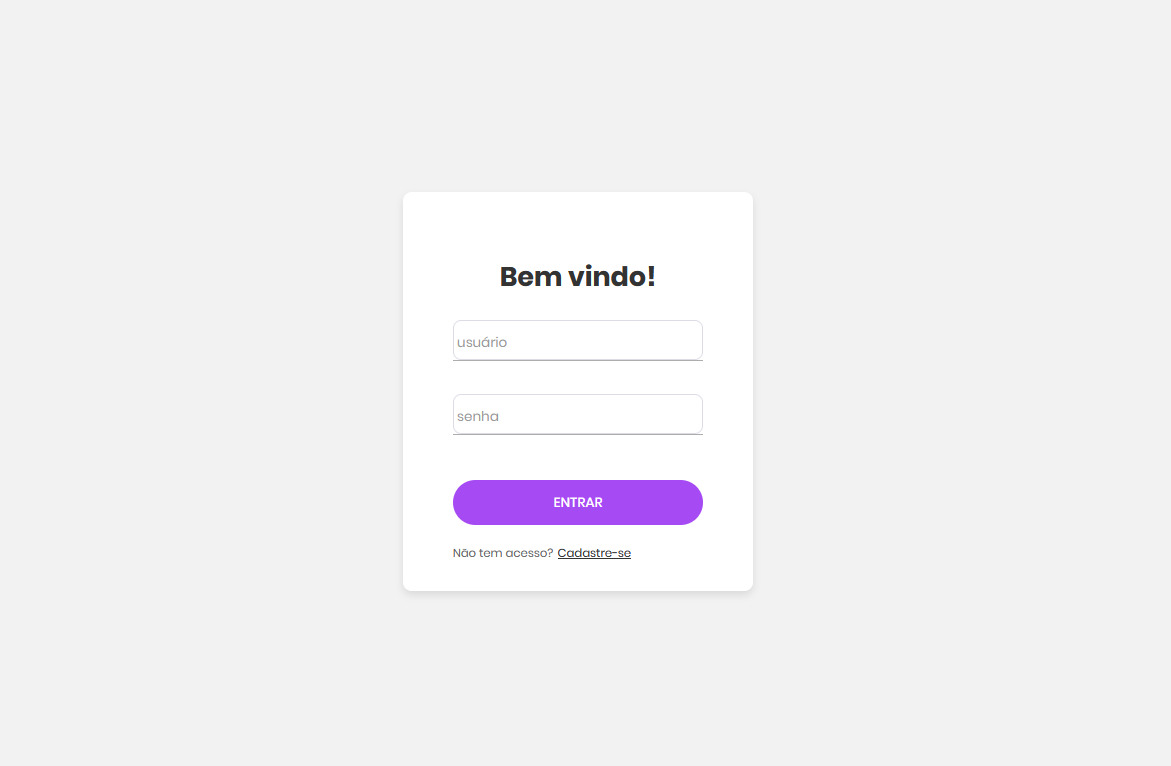 Bem vindo!
usuário
senha
ENTRAR
Não tem acesso? Cadastre-se